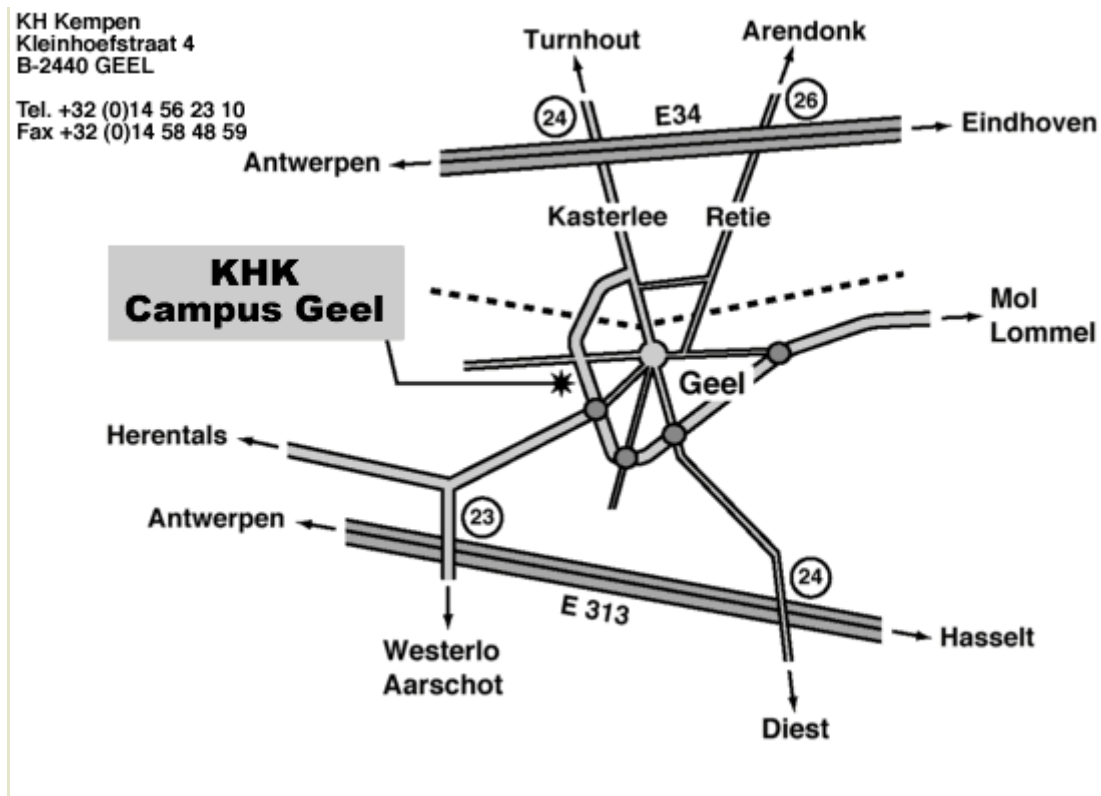 KH Kempen
Kleinhoefstraat 4
B-2440 GEEL
Tel. +32 (0)14 56 23 10
Fax +32 (0)14 58 48 59
Turnhout
Arendonk
24
E34
26
Eindhoven
Antwerpen
Kasterlee
Retie
KHK
Campus Geel
Mol
Lommel
Geel
Herentals
Antwerpen
23
24
E 313
Hasselt
Westerlo
Aarschot
Diest